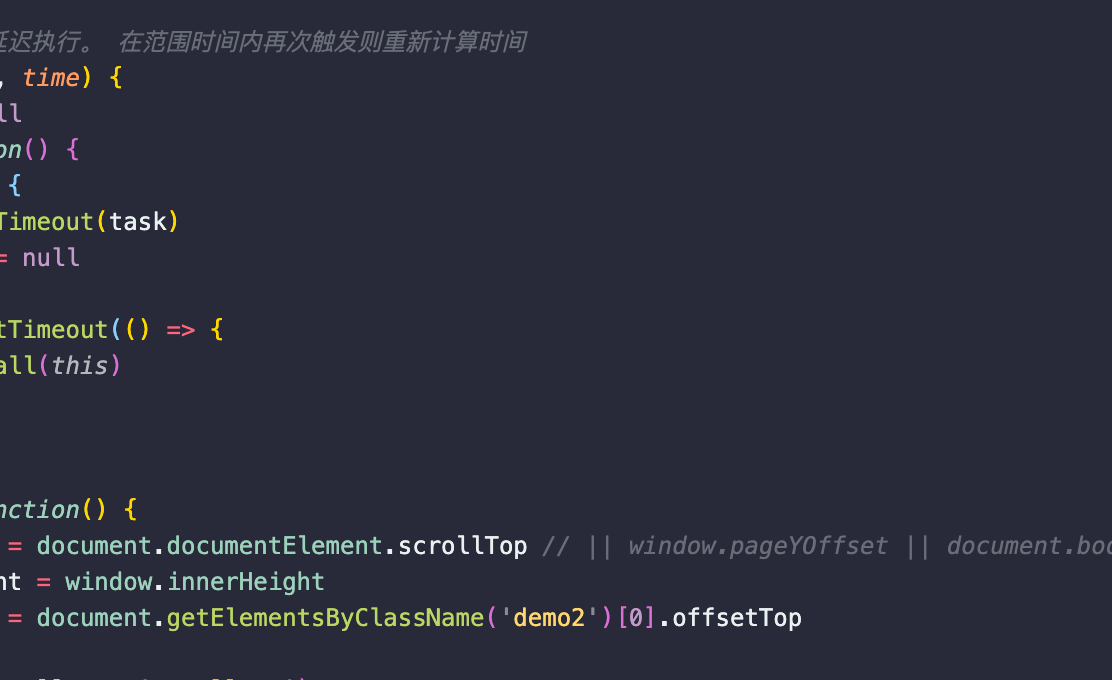 延迟执行。 在范围时间内再次触发则重新计算时间
, time) {
ll
on() {
{
Timeout(task)
= null
tTimeout(() => {
all(this)
nction() {
= document.documentElement.scrollTop // || window.pageYOffset || document.bo
nt = window.innerHeight
= document.getElementsByClassName('demo2')[0].offsetTop